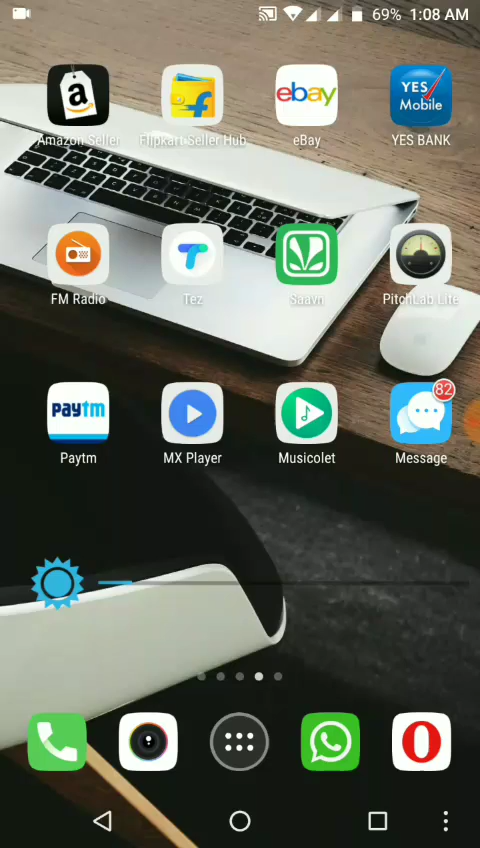 69% 1:08 AM
a
ebay
YES
Mobile
Amazon Seller
Flipkart Seller Hub
eBay
YES BANK
FM Radio
Tez
Saavn
PitchLab Lite
Paytm
82
Paytm
MX Player
Musicolet
Message